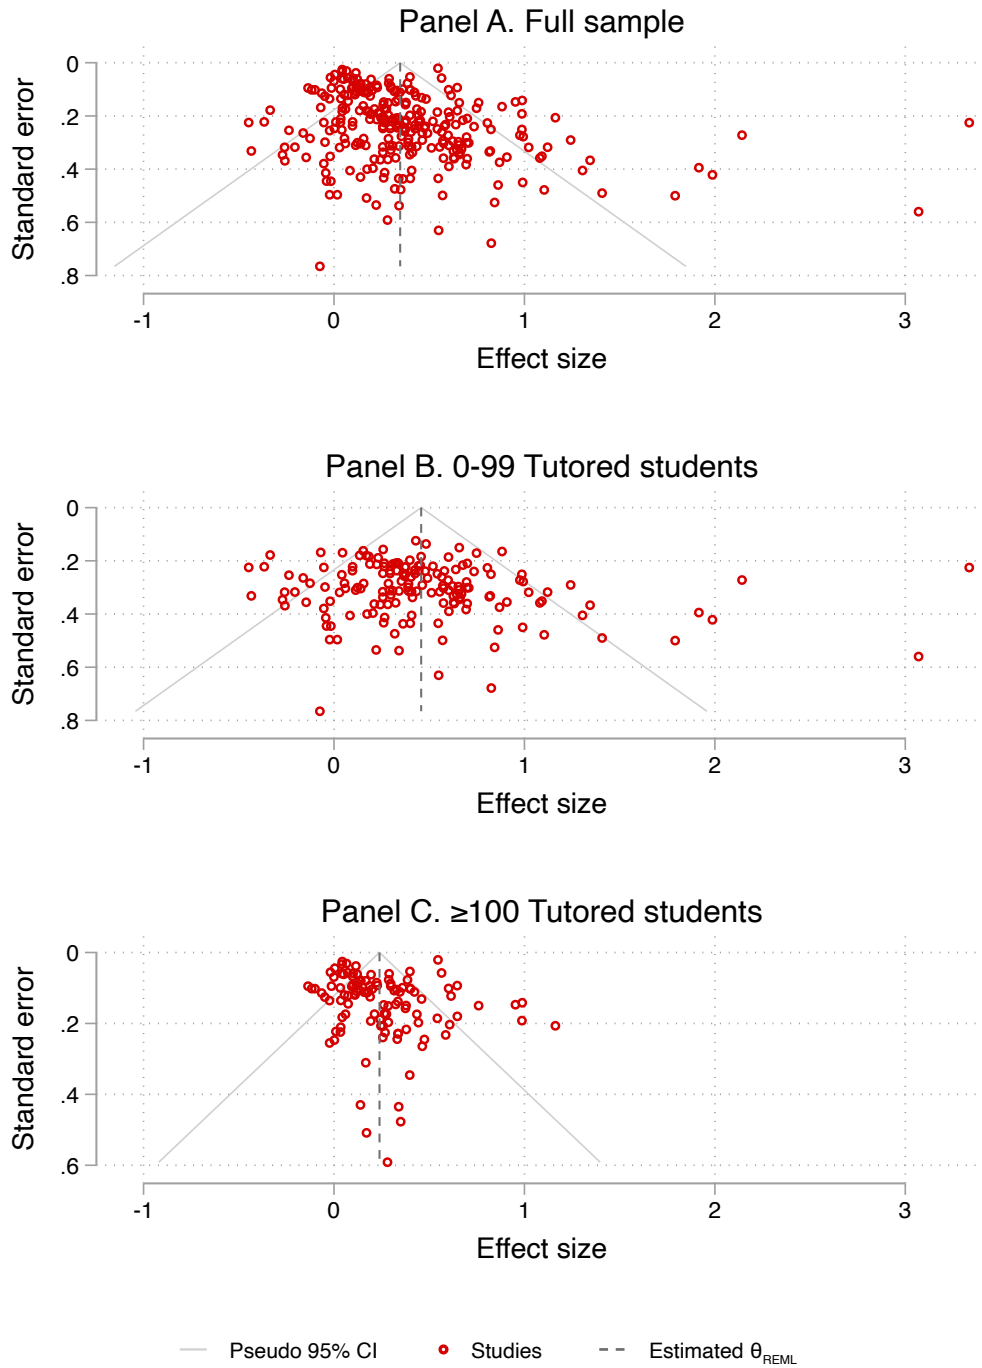 Panel A. Full sample
Standard error
0
.2
.4
.6
.8
-1 0 1 2 3
Effect size
Panel B. 0-99 Tutored students
Standard error
0
.2
.4
.6
.8
-1 0 1 2 3
Effect size
Panel C. ≥100 Tutored students
Standard error
0
.2
.4
.6
-1 0 1 2 3
Effect size
Pseudo 95% CI Studies Estimated θREML